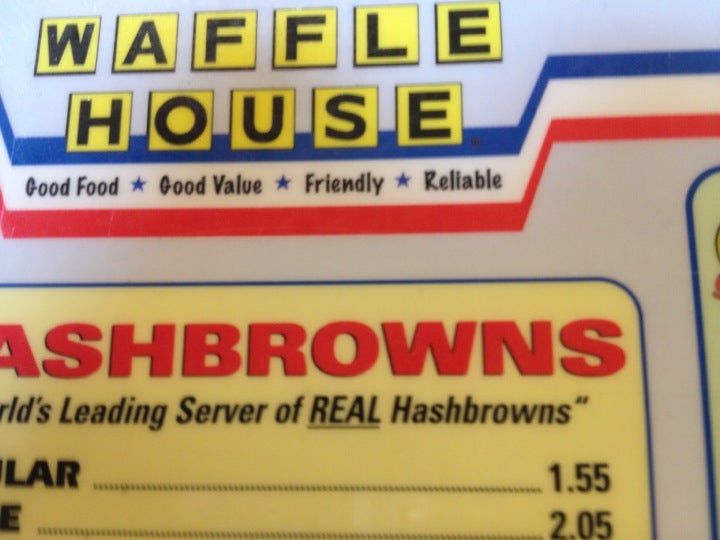 WAFFLE
HOUSE
Good Food ★ Good Value ★ Friendly ★ Reliable
ASHBROWNS
rld's Leading Server of REAL Hashbrowns"
LAR ........ 1.55
E ........ 2.05